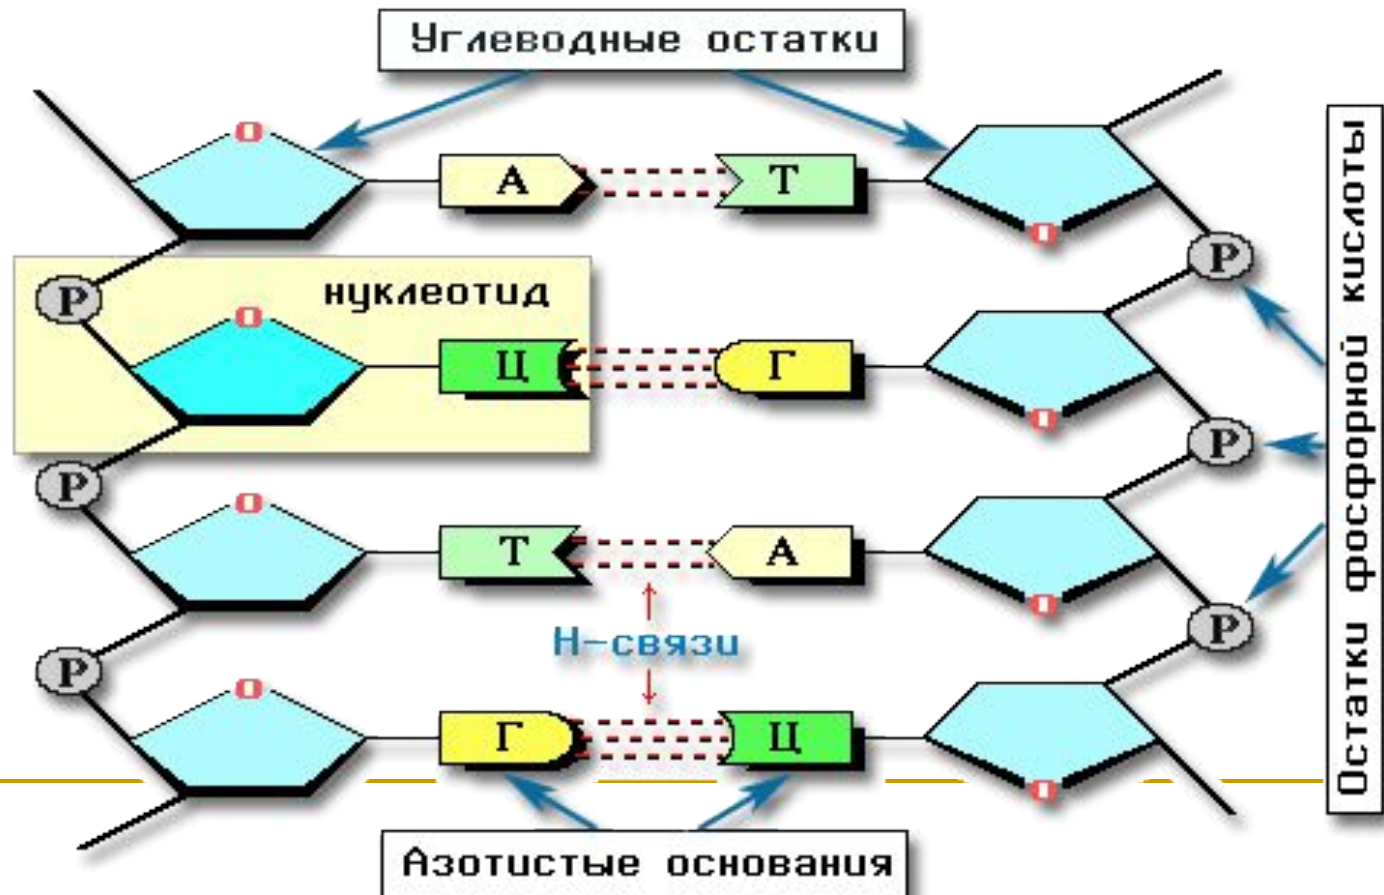 Углеводные остатки
О О
А Т
Р Р
нуклеотид
О О
Ц Г
Р Р
О О
Т А
Н-связи
Р Р
О О
Г Ц
Азотистые основания
Остатки фосфорной кислоты